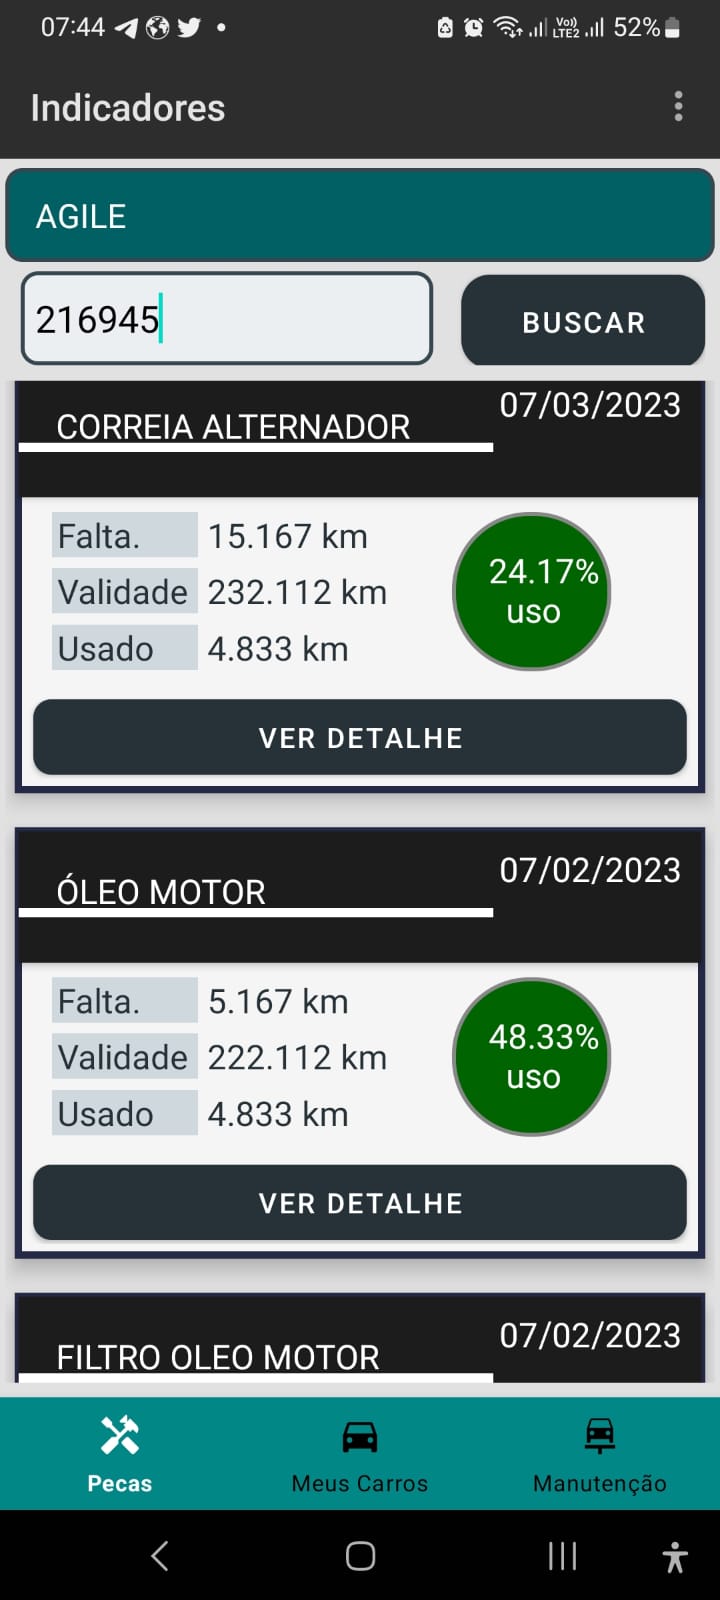 07:44
Vo)) LTE2
52%
Indicadores
AGILE
216945
BUSCAR
07/03/2023
CORREIA ALTERNADOR
Falta. 15.167 km
24.17%
Validade 232.112 km
uso
Usado 4.833 km
VER DETALHE
07/02/2023
ÓLEO MOTOR
Falta. 5.167 km
48.33%
Validade 222.112 km
uso
Usado 4.833 km
VER DETALHE
07/02/2023
FILTRO OLEO MOTOR
Pecas
Meus Carros
Manutenção